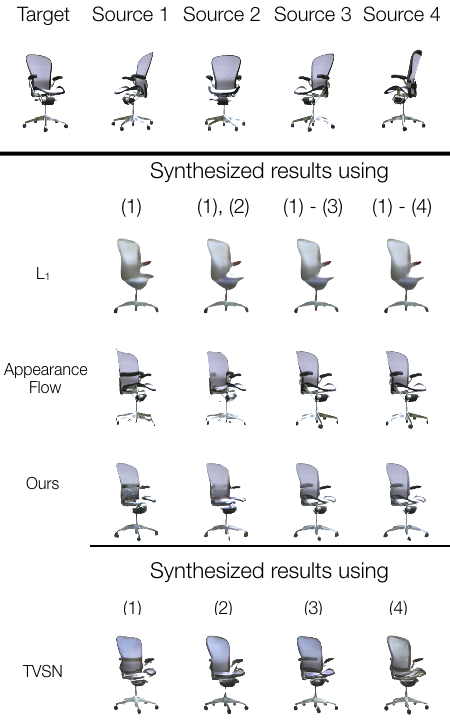 Target Source 1 Source 2 Source 3 Source 4
Synthesized results using
(1) (1), (2) (1) - (3) (1) - (4)
L₁
Appearance
Flow
Ours
Synthesized results using
(1) (2) (3) (4)
TVSN